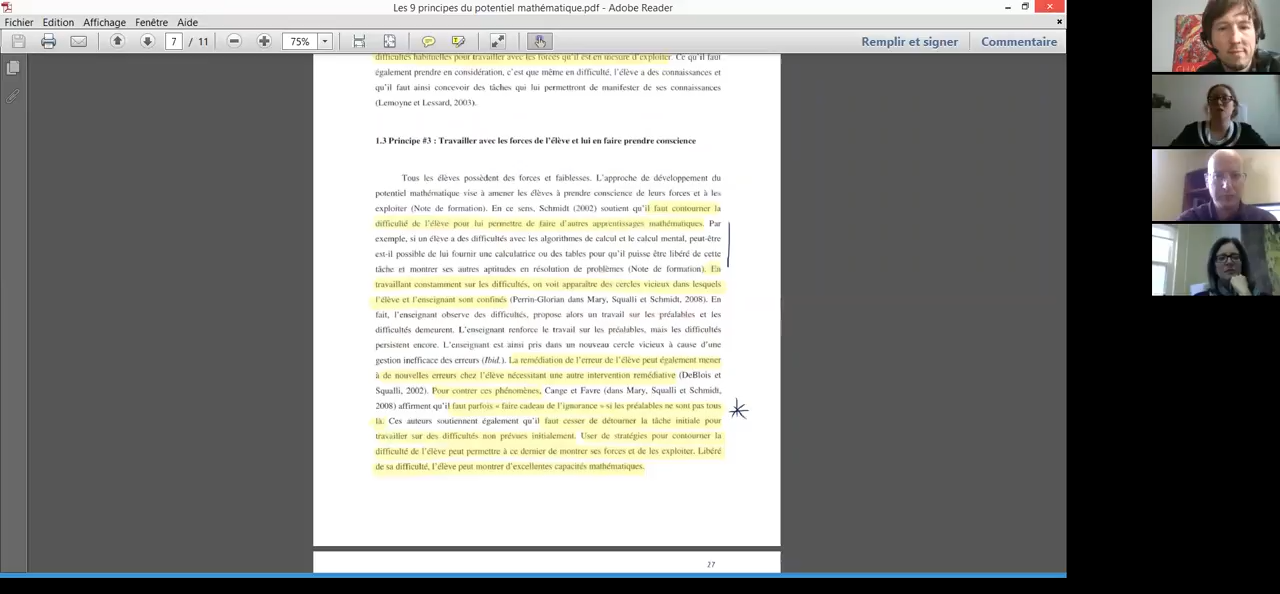 Les 9 principes du potentiel mathématique.pdf - Adobe Reader
Fichier Edition Affichage Fenêtre Aide
7 / 11 75% Remplir et signer Commentaire
difficultés habituelles pour travailler avec les forces qu'il est en mesure d'exploiter. Ce qu'il faut
également prendre en considération, c'est que même en difficulté, l'élève a des connaissances et
qu'il faut ainsi concevoir des tâches qui lui permettront de manifester de ses connaissances
(Lemoyne et Lessard, 2003).
1.3 Principe #3 : Travailler avec les forces de l'élève et lui en faire prendre conscience
Tous les élèves possèdent des forces et faiblesses. L'approche de développement du
potentiel mathématique vise à amener les élèves à prendre conscience de leurs forces et à les
exploiter (Note de formation). En ce sens, Schmidt (2002) soutient qu'il faut contourner la
difficulté de l'élève pour lui permettre de faire d'autres apprentissages mathématiques. Par
exemple, si un élève a des difficultés avec les algorithmes de calcul et le calcul mental, peut-être
est-il possible de lui fournir une calculatrice ou des tables pour qu'il puisse être libéré de cette
tâche et montrer ses autres aptitudes en résolution de problèmes (Note de formation). En
travaillant constamment sur les difficultés, on voit apparaître des cercles vicieux dans lesquels
l'élève et l'enseignant sont confinés (Perrin-Glorian dans Mary, Squalli et Schmidt, 2008). En
fait, l'enseignant observe des difficultés, propose alors un travail sur les préalables et les
difficultés demeurent. L'enseignant renforce le travail sur les préalables, mais les difficultés
persistent encore. L'enseignant est ainsi pris dans un nouveau cercle vicieux à cause d'une
gestion inefficace des erreurs (Ibid.). La remédiation de l'erreur de l'élève peut également mener
à de nouvelles erreurs chez l'élève nécessitant une autre intervention remédiative (DeBlois et
Squalli, 2002). Pour contrer ces phénomènes, Cange et Favre (dans Mary, Squalli et Schmidt,
2008) affirment qu'il faut parfois « faire cadeau de l'ignorance » si les préalables ne sont pas tous
là. Ces auteurs soutiennent également qu'il faut cesser de détourner la tâche initiale pour
travailler sur des difficultés non prévues initialement. User de stratégies pour contourner la
difficulté de l'élève peut permettre à ce dernier de montrer ses forces et de les exploiter. Libéré
de sa difficulté, l'élève peut montrer d'excellentes capacités mathématiques.
27